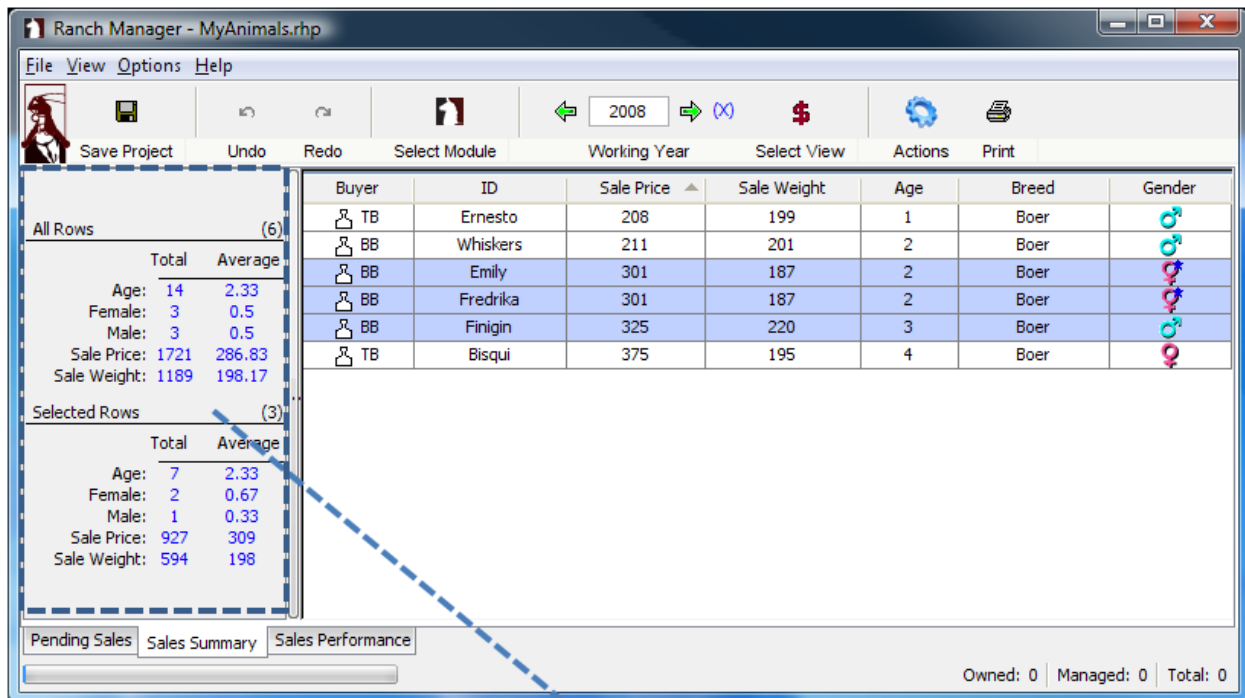 Ranch Manager - MyAnimals.rhp
File View Options Help
2008 (X)
Save Project Undo Redo Select Module Working Year Select View Actions Print
All Rows (6)
Total Average
Age: 14 2.33
Female: 3 0.5
Male: 3 0.5
Sale Price: 1721 286.83
Sale Weight: 1189 198.17
Selected Rows (3)
Total Average
Age: 7 2.33
Female: 2 0.67
Male: 1 0.33
Sale Price: 927 309
Sale Weight: 594 198
Buyer ID Sale Price Sale Weight Age Breed Gender
TB Ernesto 208 199 1 Boer
BB Whiskers 211 201 2 Boer
BB Emily 301 187 2 Boer
BB Fredrika 301 187 2 Boer
BB Finigin 325 220 3 Boer
TB Bisqui 375 195 4 Boer
Pending Sales Sales Summary Sales Performance
Owned: 0 Managed: 0 Total: 0